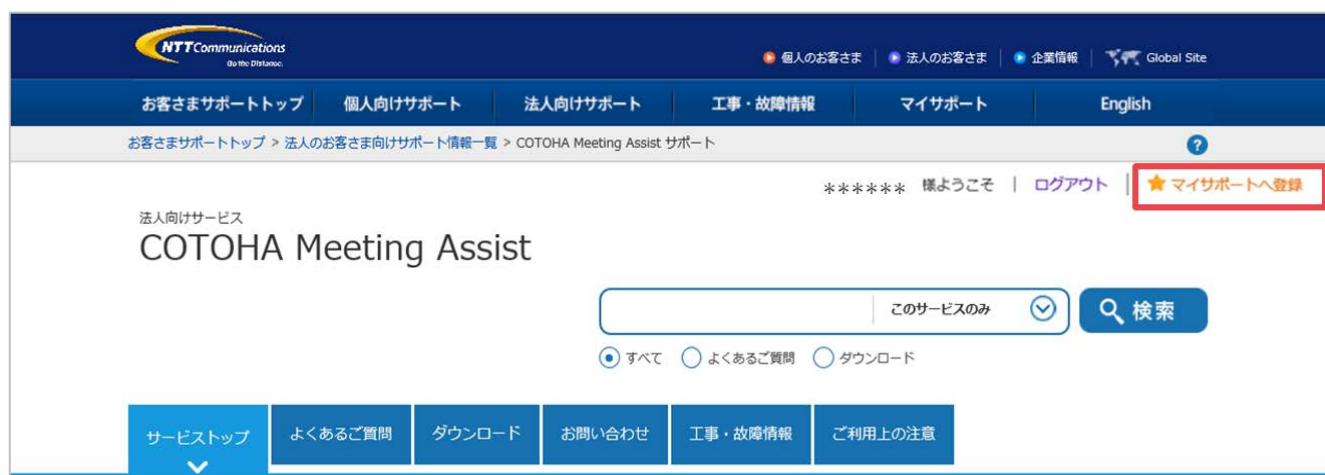 NTT Communications
Go the Distance.
個人のお客さま 法人のお客さま 企業情報 Global Site
お客さまサポートトップ 個人向けサポート 法人向けサポート 工事・故障情報 マイサポート English
お客さまサポートトップ > 法人のお客さま向けサポート情報一覧 > COTOHA Meeting Assist サポート ?
****** 様ようこそ | ログアウト | ★ マイサポートへ登録
法人向けサービス
COTOHA Meeting Assist
このサービスのみ 検索
すべて よくあるご質問 ダウンロード
サービストップ よくあるご質問 ダウンロード お問い合わせ 工事・故障情報 ご利用上の注意